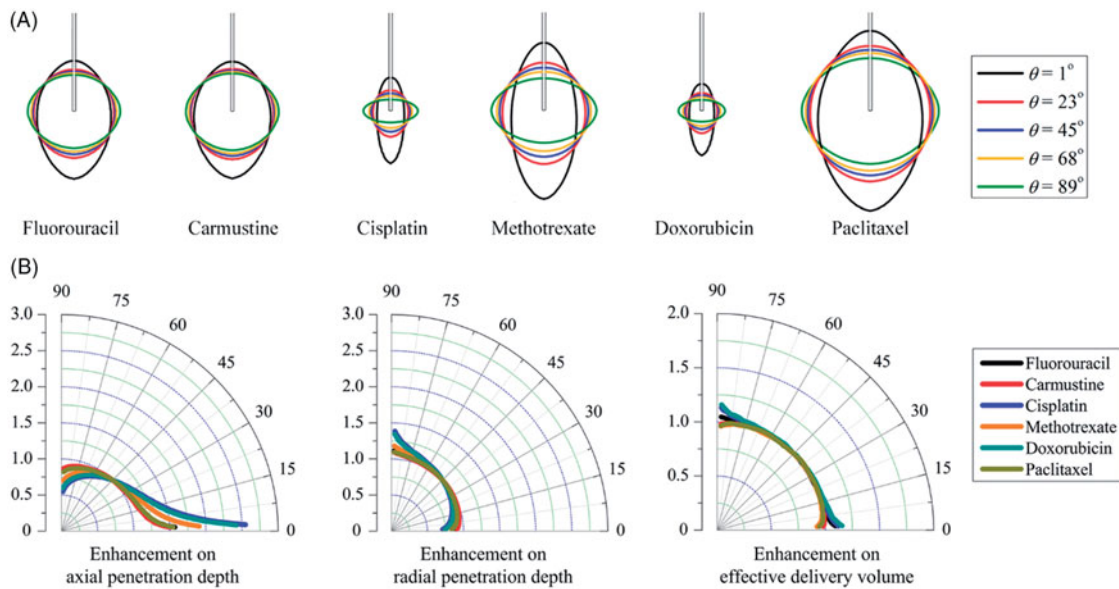 (A)
θ = 1°
θ = 23°
θ = 45°
θ = 68°
θ = 89°
Fluorouracil
Carmustine
Cisplatin
Methotrexate
Doxorubicin
Paclitaxel
(B)
90
75
60
45
30
15
0
3.0
2.5
2.0
1.5
1.0
0.5
0
Enhancement on
axial penetration depth
90
75
60
45
30
15
0
3.0
2.5
2.0
1.5
1.0
0.5
0
Enhancement on
radial penetration depth
90
75
60
45
30
15
0
2.0
1.5
1.0
0.5
0
Enhancement on
effective delivery volume
Fluorouracil
Carmustine
Cisplatin
Methotrexate
Doxorubicin
Paclitaxel